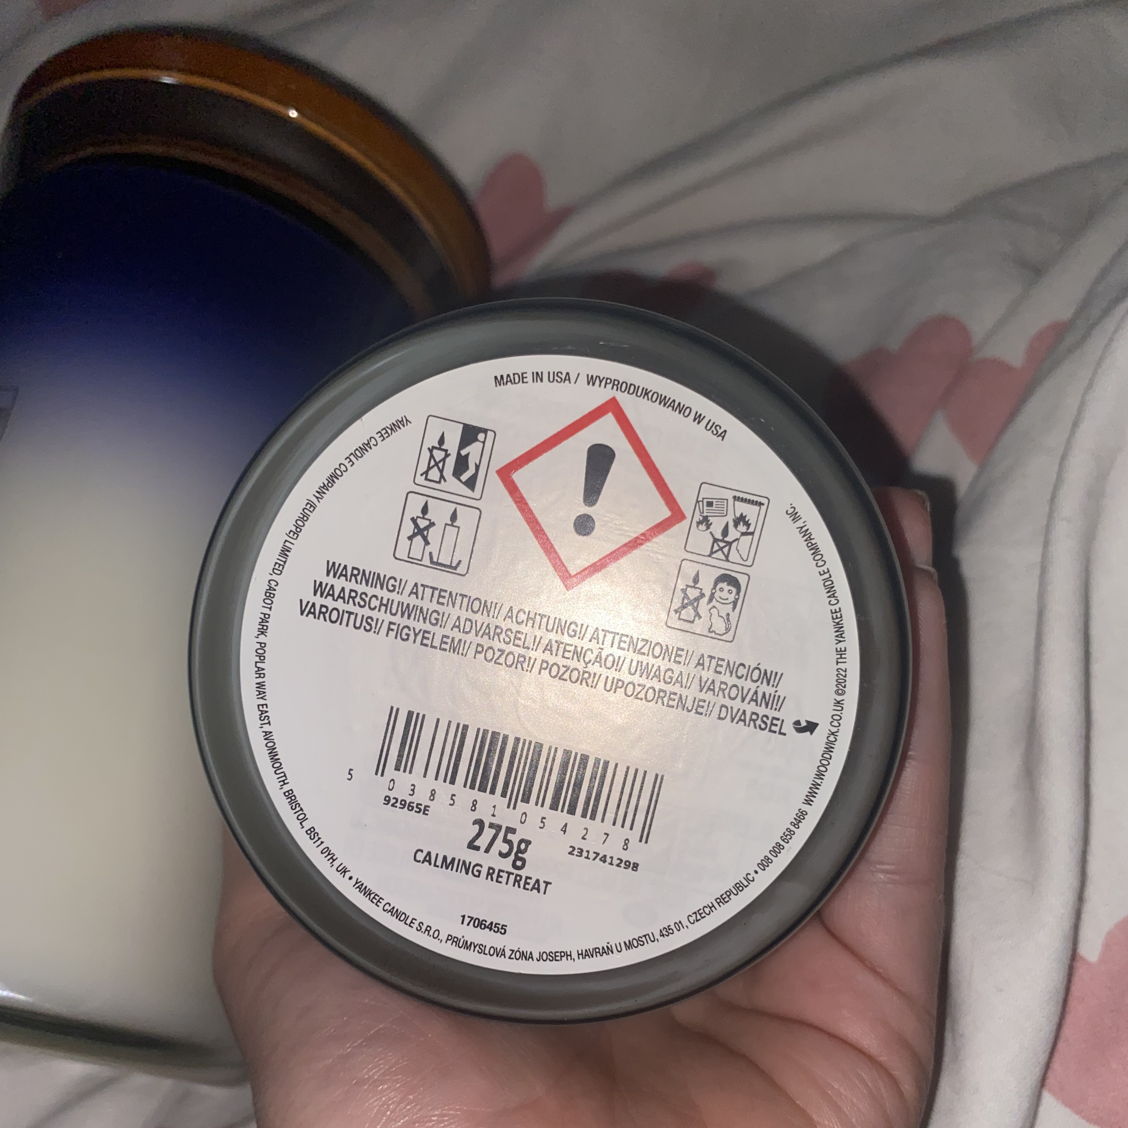 MADE IN USA / WYPRODUKOWANO W USA
WARNING!/ ATTENTION!/ ACHTUNG!/ ATTENZIONE!/ ATENCIÓN!/
WAARSCHUWING!/ ADVARSEL!/ ATENÇÃO!/ UWAGA!/ VAROVÁNÍ!/
VAROITUS!/ FIGYELEM!/ POZOR!/ POZOR!/ UPOZORENJE!/ DVARSEL
5 038581 054278
92965E
231741298
275g
CALMING RETREAT
1706455
YANKEE CANDLE COMPANY (EUROPE) LIMITED, CABOT PARK, POPLAR WAY EAST, AVONMOUTH, BRISTOL, BS11 0YH, UK • YANKEE CANDLE S.R.O., PRŮMYSLOVÁ ZÓNA JOSEPH, HAVRAŇ U MOSTU, 435 01, CZECH REPUBLIC • 008 008 658 8466 WWW.WOODWICK.CO.UK ©2022 THE YANKEE CANDLE COMPANY, INC.